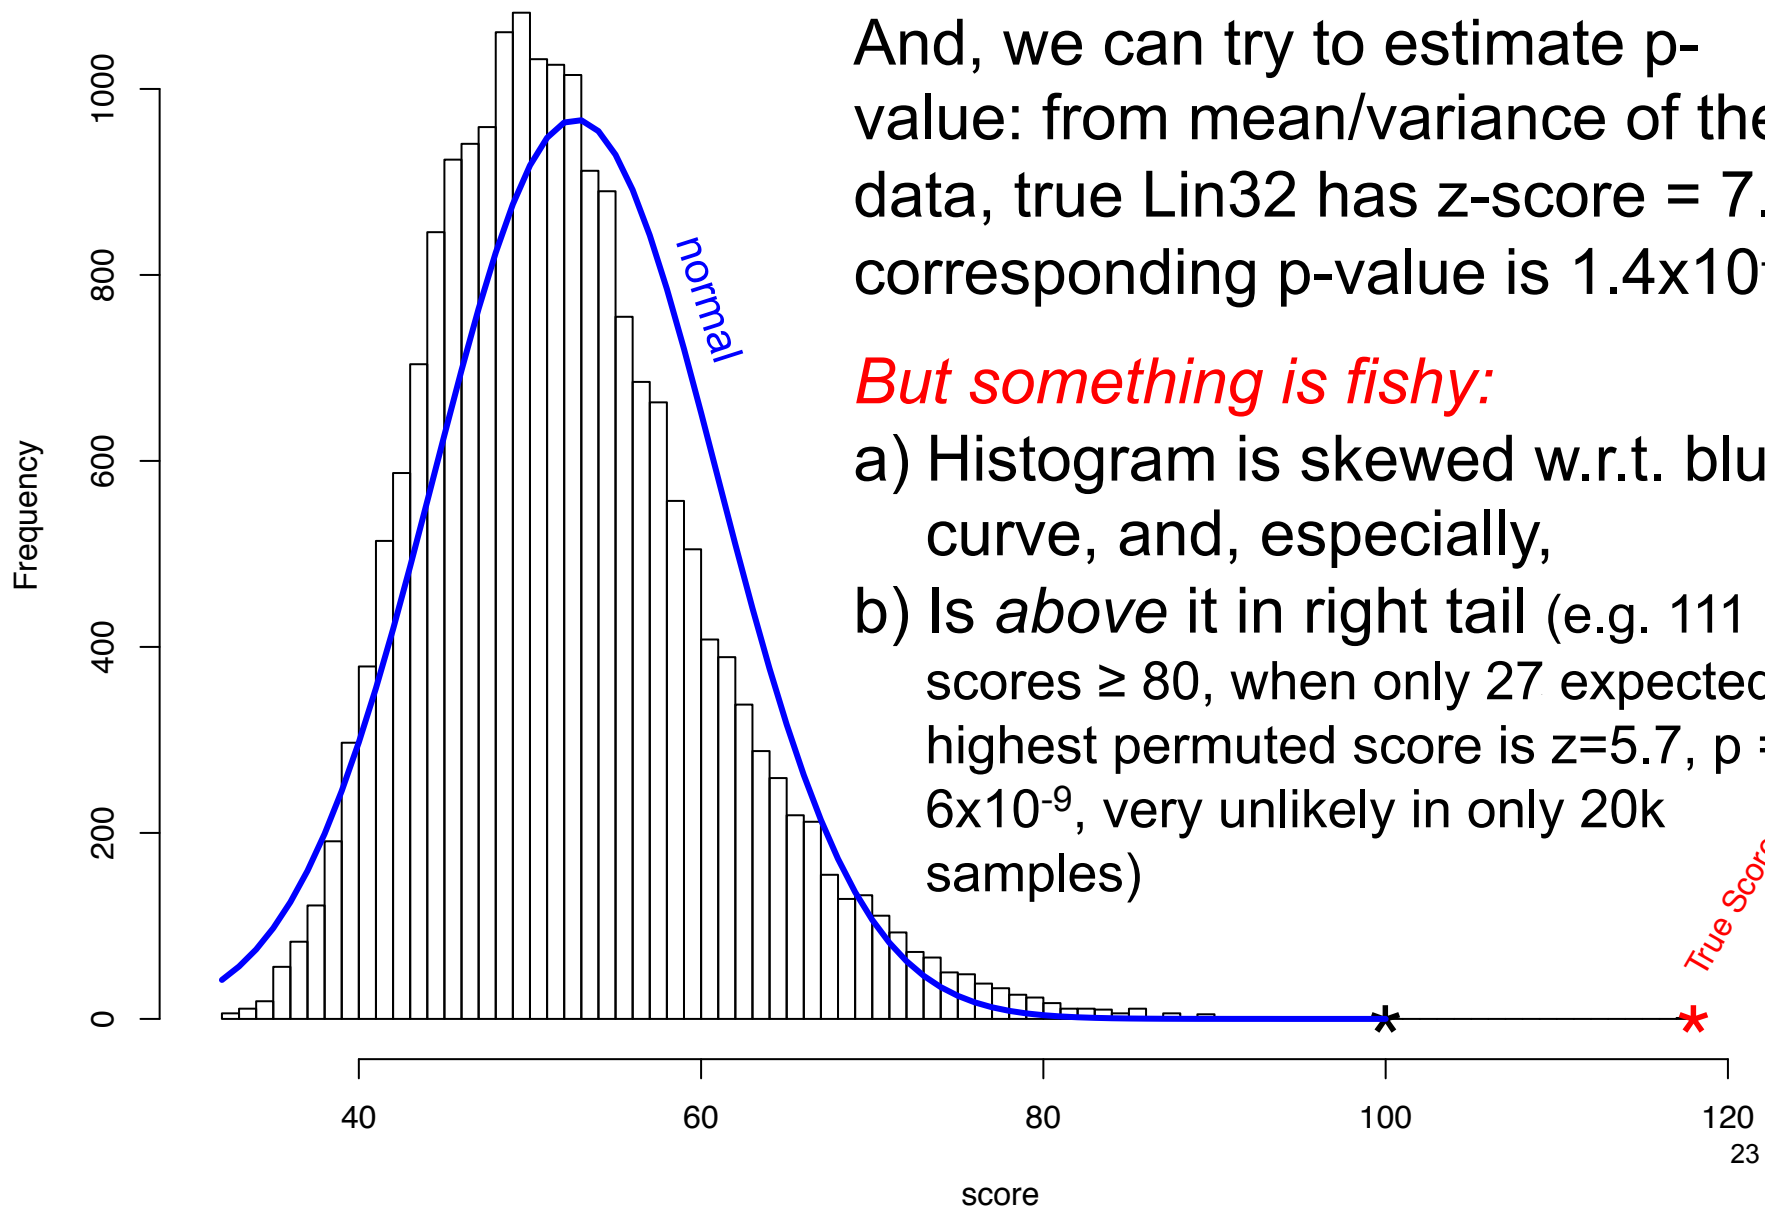 And, we can try to estimate p-
value: from mean/variance of the
data, true Lin32 has z-score = 7.
corresponding p-value is 1.4x10
But something is fishy:
a) Histogram is skewed w.r.t. blu
curve, and, especially,
b) Is above it in right tail (e.g. 111
scores ≥ 80, when only 27 expected
highest permuted score is z=5.7, p =
6x10⁻⁹, very unlikely in only 20k
samples)
normal
True Score
*
*
Frequency
1000
800
600
400
200
0
40 60 80 100 120
score
23